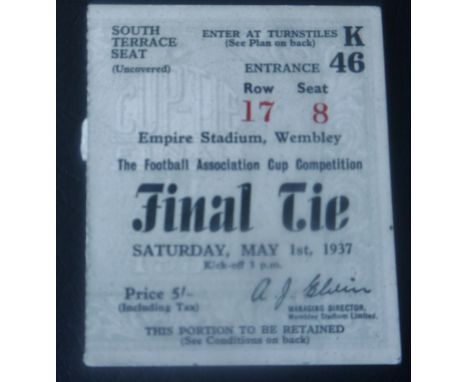 SOUTH TERRACE SEAT
(Uncovered)
ENTER AT TURNSTILES K
(See Plan on back)
ENTRANCE 46
Row Seat
17 8
Empire Stadium, Wembley
The Football Association Cup Competition
Final Tie
SATURDAY, MAY 1st, 1937
Kick-off 3 p.m.
Price 5/-
(Including Tax)
A. J. Elvin
MANAGING DIRECTOR,
Wembley Stadium Limited.
THIS PORTION TO BE RETAINED
(See Conditions on back)